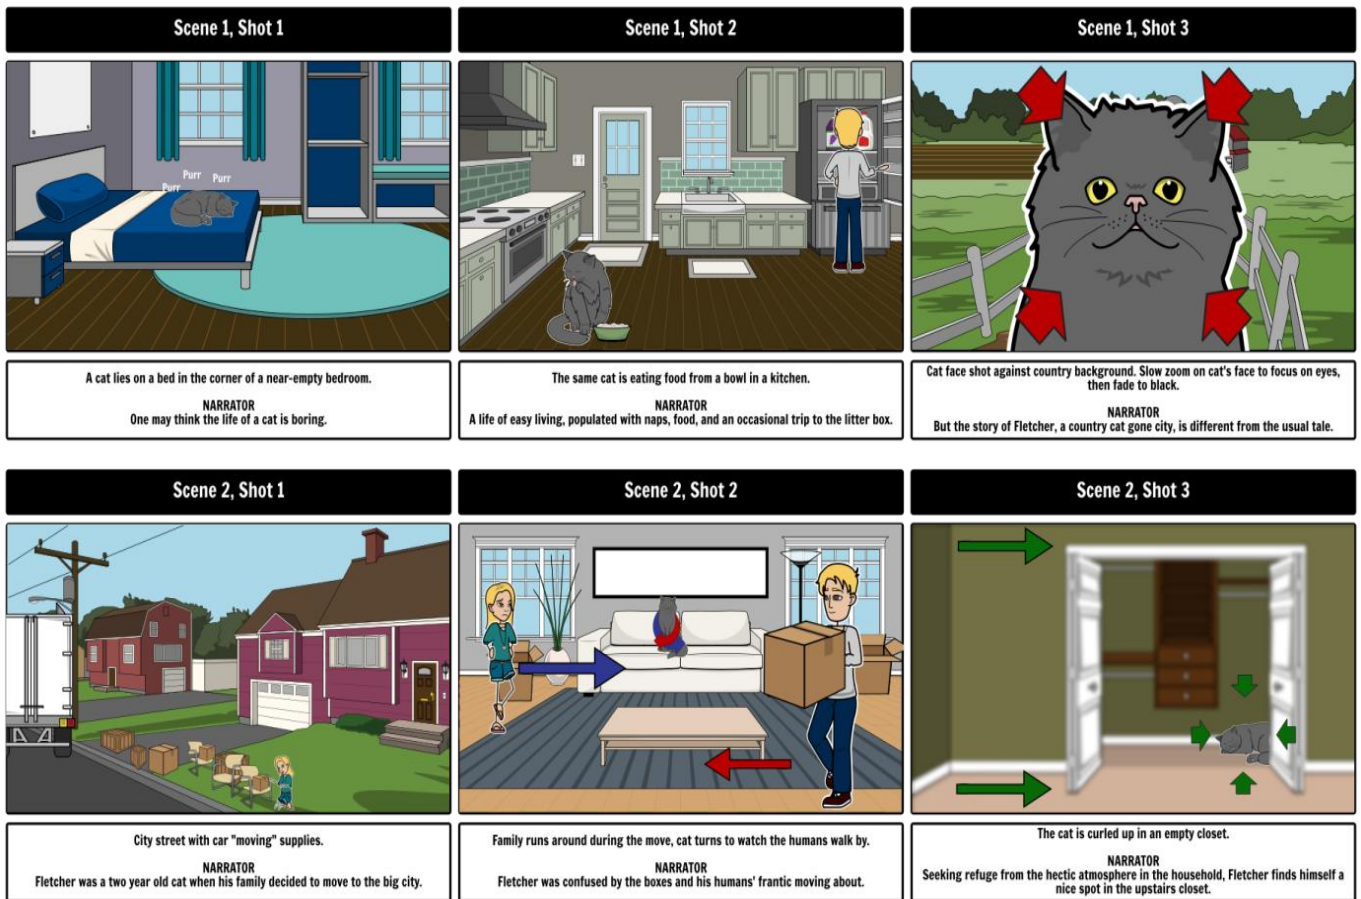 Scene 1, Shot 1
Purr
Purr
Purr
A cat lies on a bed in the corner of a near-empty bedroom.
NARRATOR
One may think the life of a cat is boring.
Scene 1, Shot 2
The same cat is eating food from a bowl in a kitchen.
NARRATOR
A life of easy living, populated with naps, food, and an occasional trip to the litter box.
Scene 1, Shot 3
Cat face shot against country background. Slow zoom on cat's face to focus on eyes,
then fade to black.
NARRATOR
But the story of Fletcher, a country cat gone city, is different from the usual tale.
Scene 2, Shot 1
City street with car "moving" supplies.
NARRATOR
Fletcher was a two year old cat when his family decided to move to the big city.
Scene 2, Shot 2
Family runs around during the move, cat turns to watch the humans walk by.
NARRATOR
Fletcher was confused by the boxes and his humans' frantic moving about.
Scene 2, Shot 3
The cat is curled up in an empty closet.
NARRATOR
Seeking refuge from the hectic atmosphere in the household, Fletcher finds himself a
nice spot in the upstairs closet.